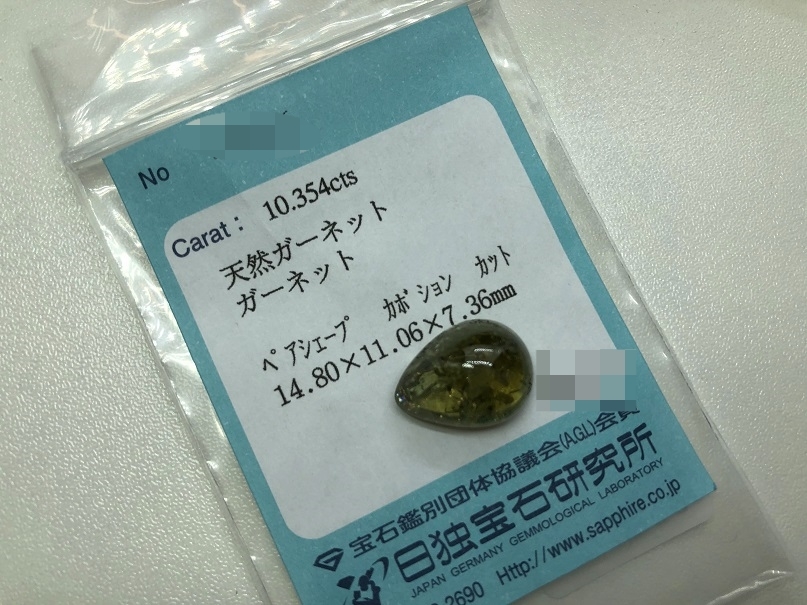 No
Carat: 10.354cts
天然ガーネット
ガーネット
ﾍﾟｱｼｪｰﾌﾟ ｶﾎﾞｼｮﾝ ｶｯﾄ
14.80×11.06×7.36mm
宝石鑑別団体協議会(AGL)会員
日独宝石研究所
JAPAN GERMANY GEMMOLOGICAL LABORATORY
2690 Http://www.sapphire.co.jp